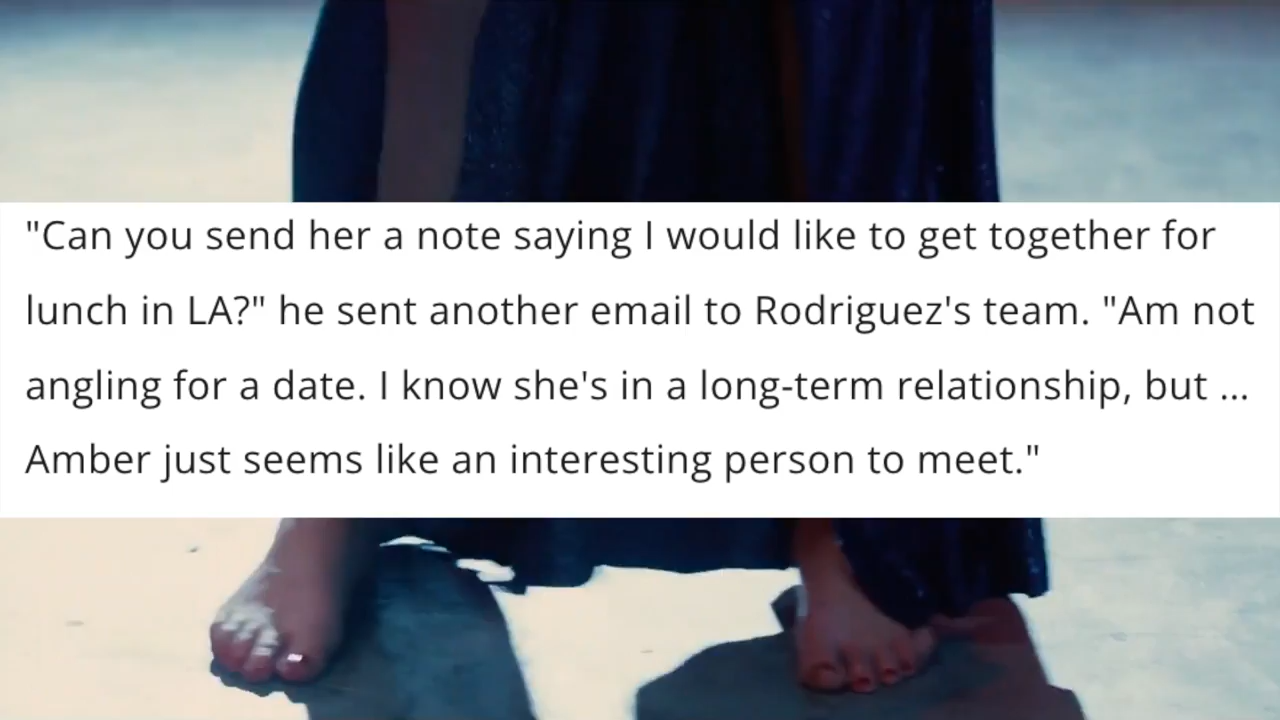 "Can you send her a note saying I would like to get together for
lunch in LA?" he sent another email to Rodriguez's team. "Am not
angling for a date. I know she's in a long-term relationship, but ...
Amber just seems like an interesting person to meet."